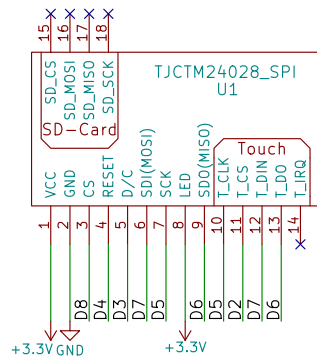 15 16 17 18
SD_CS SD_MOSI SD_MISO SD_SCK
TJCTM24028_SPI
U1
SD-Card
Touch
VCC GND CS RESET D/C SDI(MOSI) SCK LED SDO(MISO) T_CLK T_CS T_DIN T_DO T_IRQ
1 2 3 4 5 6 7 8 9 10 11 12 13 14
D8 D4 D3 D7 D5 D6 D5 D2 D7 D6
+3.3V GND +3.3V